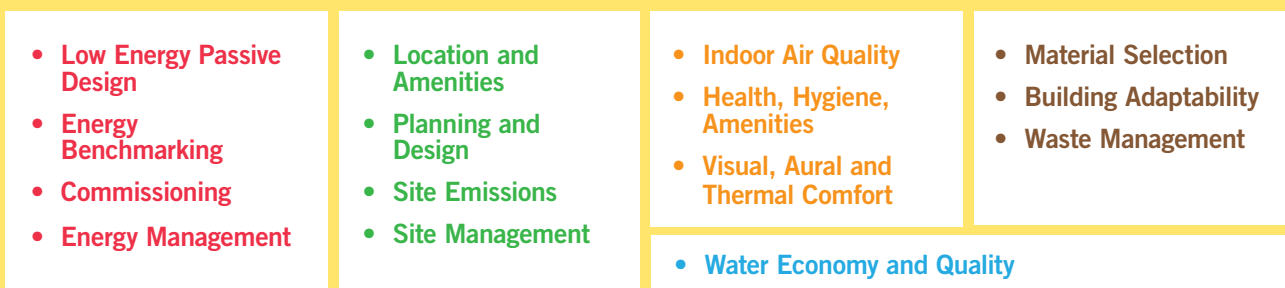 • Low Energy Passive
Design
• Energy
Benchmarking
• Commissioning
• Energy Management
• Location and
Amenities
• Planning and
Design
• Site Emissions
• Site Management
• Indoor Air Quality
• Health, Hygiene,
Amenities
• Visual, Aural and
Thermal Comfort
• Material Selection
• Building Adaptability
• Waste Management
• Water Economy and Quality